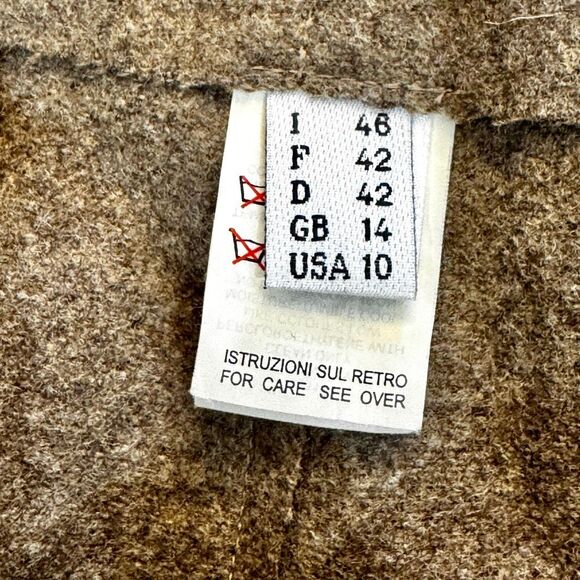 I 46
F 42
D 42
GB 14
USA 10
ISTRUZIONI SUL RETRO
FOR CARE SEE OVER